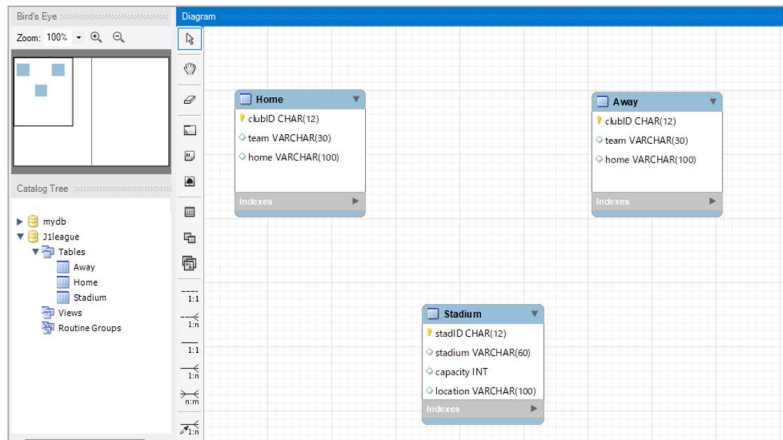 Bird's Eye
Zoom: 100%
Catalog Tree
mydb
J1league
Tables
Away
Home
Stadium
Views
Routine Groups
Diagram
1:1
1:n
1:1
1:n
n:m
1:n
Home
clubID CHAR(12)
team VARCHAR(30)
home VARCHAR(100)
Indexes
Away
clubID CHAR(12)
team VARCHAR(30)
home VARCHAR(100)
Indexes
Stadium
stadID CHAR(12)
stadium VARCHAR(60)
capacity INT
location VARCHAR(100)
Indexes